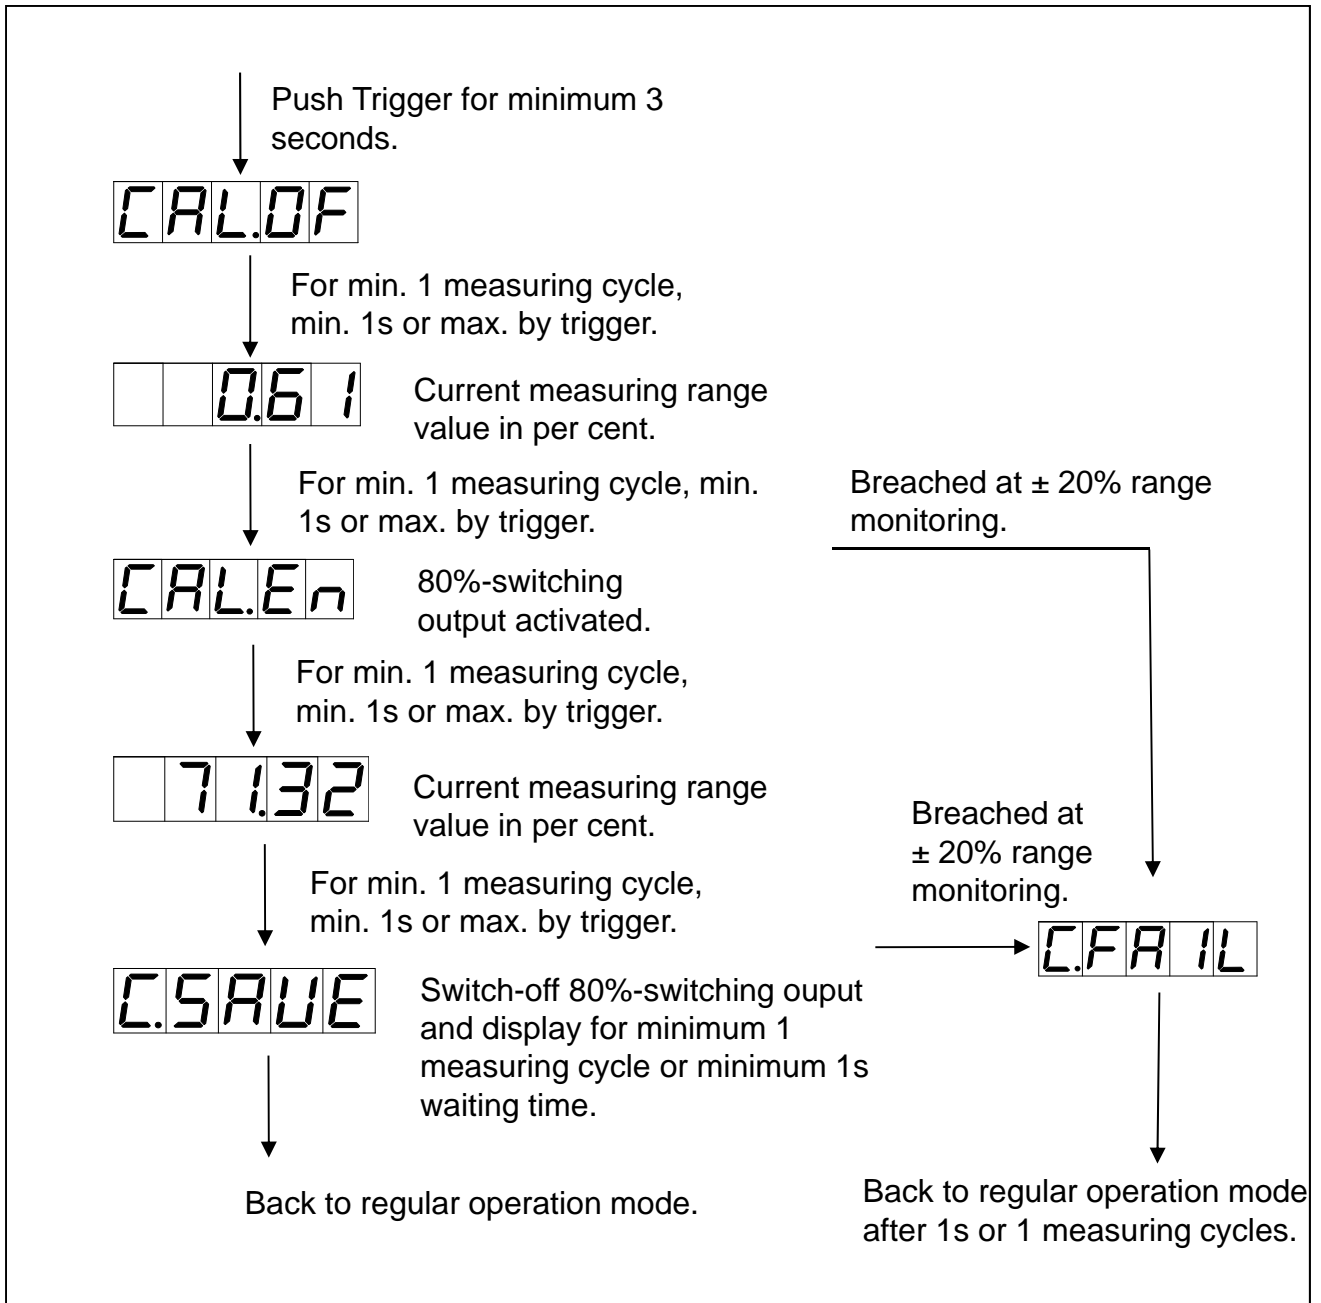 Push Trigger for minimum 3
seconds.
CAL.OF
For min. 1 measuring cycle,
min. 1s or max. by trigger.
0.61
Current measuring range
value in per cent.
For min. 1 measuring cycle, min.
1s or max. by trigger.
Breached at ± 20% range
monitoring.
CAL.En
80%-switching
output activated.
For min. 1 measuring cycle,
min. 1s or max. by trigger.
71.32
Current measuring range
value in per cent.
Breached at
± 20% range
monitoring.
For min. 1 measuring cycle,
min. 1s or max. by trigger.
C.FAIL
C.SAVE
Switch-off 80%-switching ouput
and display for minimum 1
measuring cycle or minimum 1s
waiting time.
Back to regular operation mode.
Back to regular operation mode
after 1s or 1 measuring cycles.